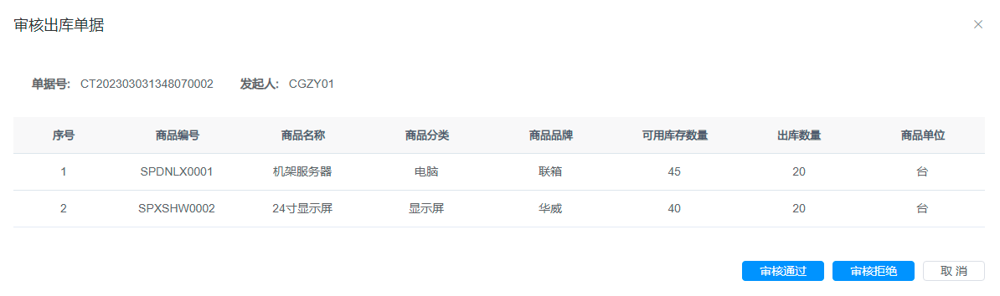 审核出库单据
×
单据号: CT202303031348070002 发起人: CGZY01
序号 商品编号 商品名称 商品分类 商品品牌 可用库存数量 出库数量 商品单位
1 SPDNLX0001 机架服务器 电脑 联箱 45 20 台
2 SPXSHW0002 24寸显示屏 显示屏 华威 40 20 台
审核通过 审核拒绝 取 消